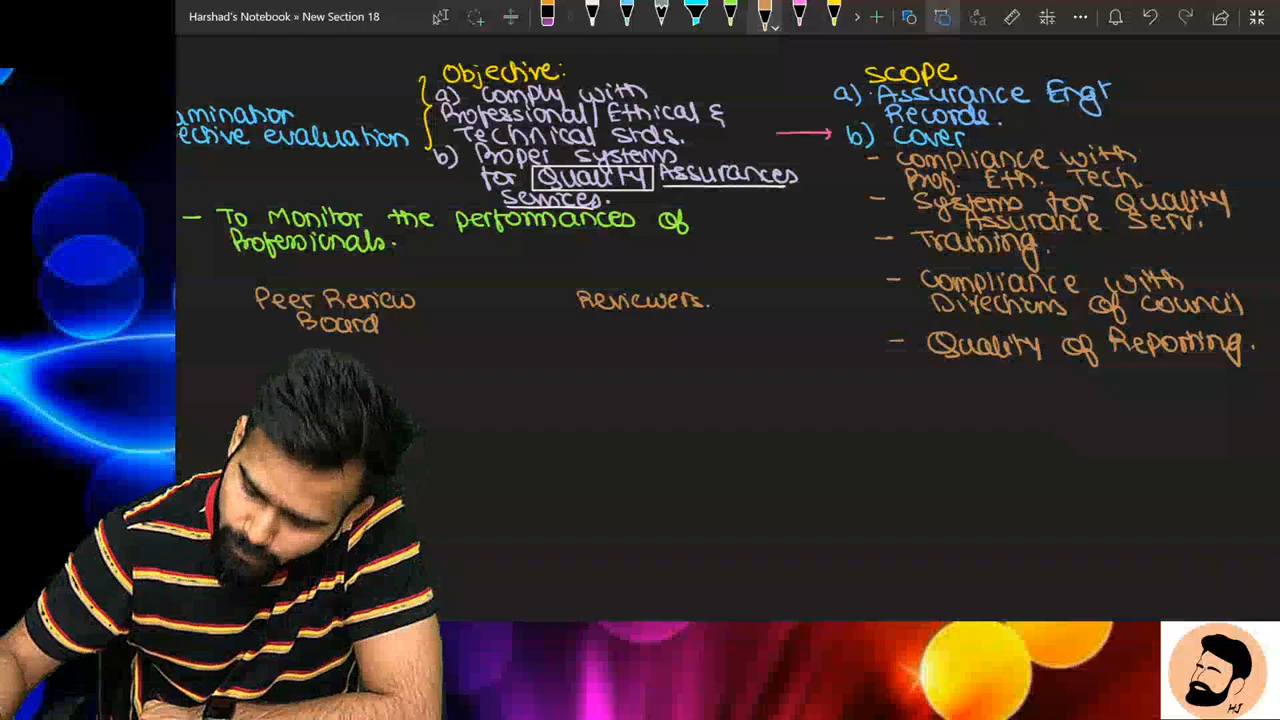 Harshad's Notebook » New Section 18
aminator
ective evaluation
Objective:
a) Comply with
Professional/Ethical &
Technical Stds.
b) Proper systems
for Quality Assurances
services.
- To Monitor the performances of
Professionals.
Peer Review
Board
Reviewers.
Scope
a) Assurance Engt
Records.
b) Cover
- Compliance with
Prof. Eth. Tech.
- Systems for Quality
Assurance Serv.
- Training.
- Compliance with
Directions of Council
- Quality of Reporting.
HJ